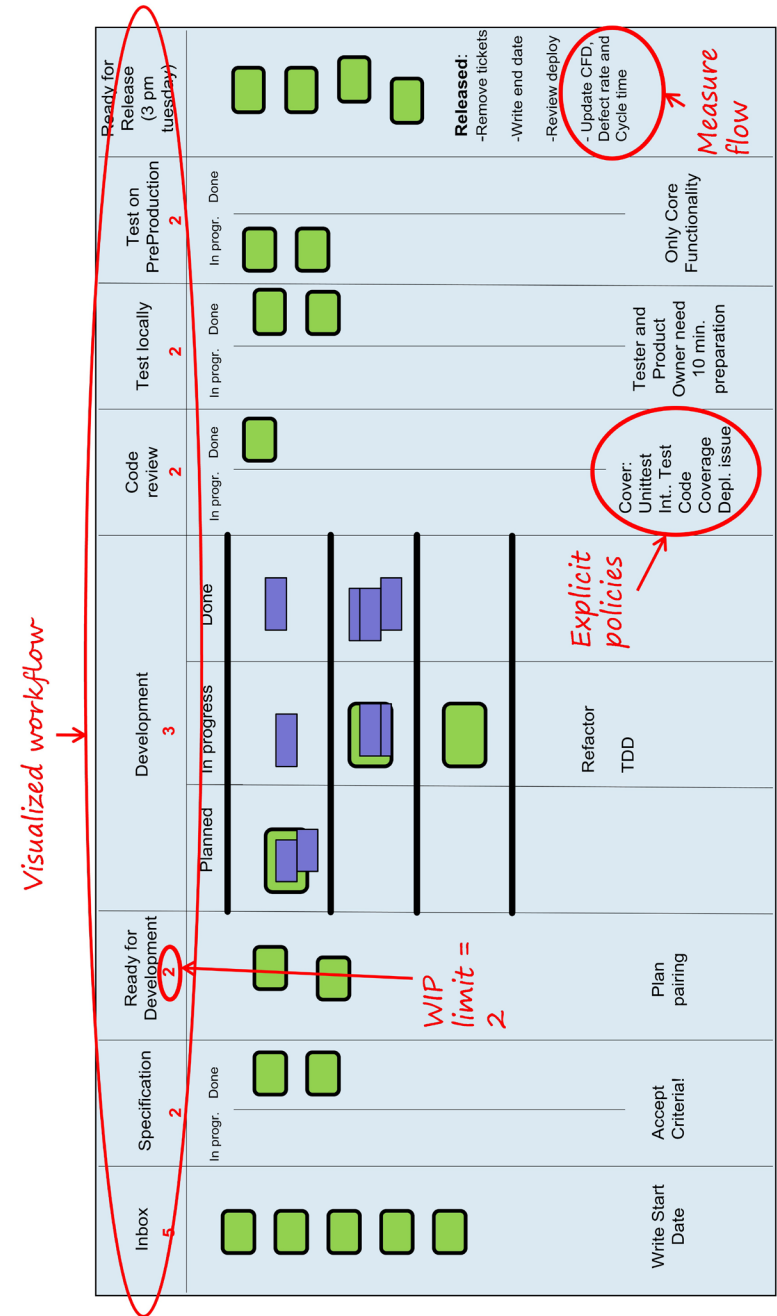 Visualized workflow
Inbox
5
Specification
2
Ready for
Development
2
Development
3
Code
review
2
Test locally
2
Test on
PreProduction
2
Ready for
Release
(3 pm
tuesday)
In progr.
Done
Planned
In progress
Done
In progr.
Done
In progr.
Done
In progr.
Done
WIP
limit =
2
Explicit
policies
Released:
-Remove tickets
-Write end date
-Review deploy
- Update CFD,
Defect rate and
Cycle time
Measure
flow
Write Start
Date
Accept
Criteria!
Plan
pairing
Refactor
TDD
Cover:
Unittest
Int.. Test
Code
Coverage
Depl. issue
Tester and
Product
Owner need
10 min.
preparation
Only Core
Functionality